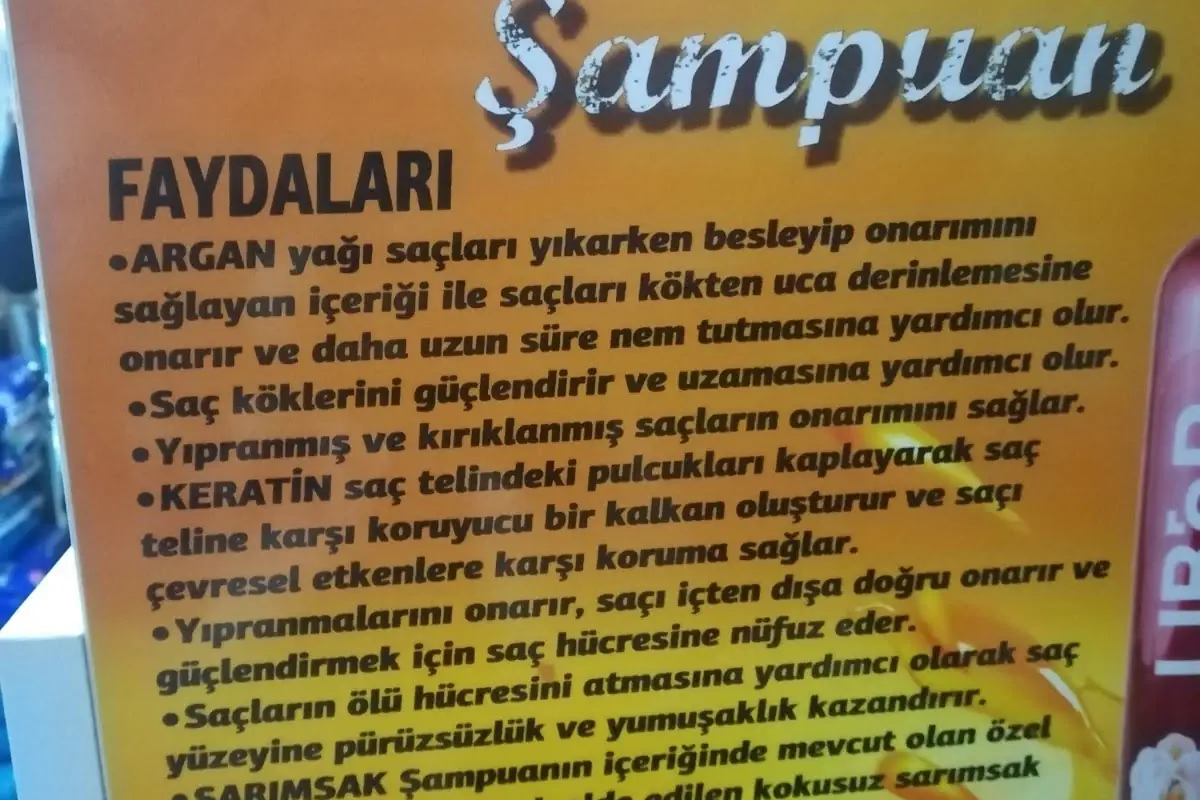 Şampuan
FAYDALARI
•ARGAN yağı saçları yıkarken besleyip onarımını
sağlayan içeriği ile saçları kökten uca derinlemesine
onarır ve daha uzun süre nem tutmasına yardımcı olur.
•Saç köklerini güçlendirir ve uzamasına yardımcı olur.
•Yıpranmış ve kırıklanmış saçların onarımını sağlar.
•KERATİN saç telindeki pulcukları kaplayarak saç
teline karşı koruyucu bir kalkan oluşturur ve saçı
çevresel etkenlere karşı koruma sağlar.
•Yıpranmalarını onarır, saçı içten dışa doğru onarır ve
güçlendirmek için saç hücresine nüfuz eder.
•Saçların ölü hücresini atmasına yardımcı olarak saç
yüzeyine pürüzsüzlük ve yumuşaklık kazandırır.
•SARIMSAK Şampuanın içeriğinde mevcut olan özel
edilen kokusuz sarımsak